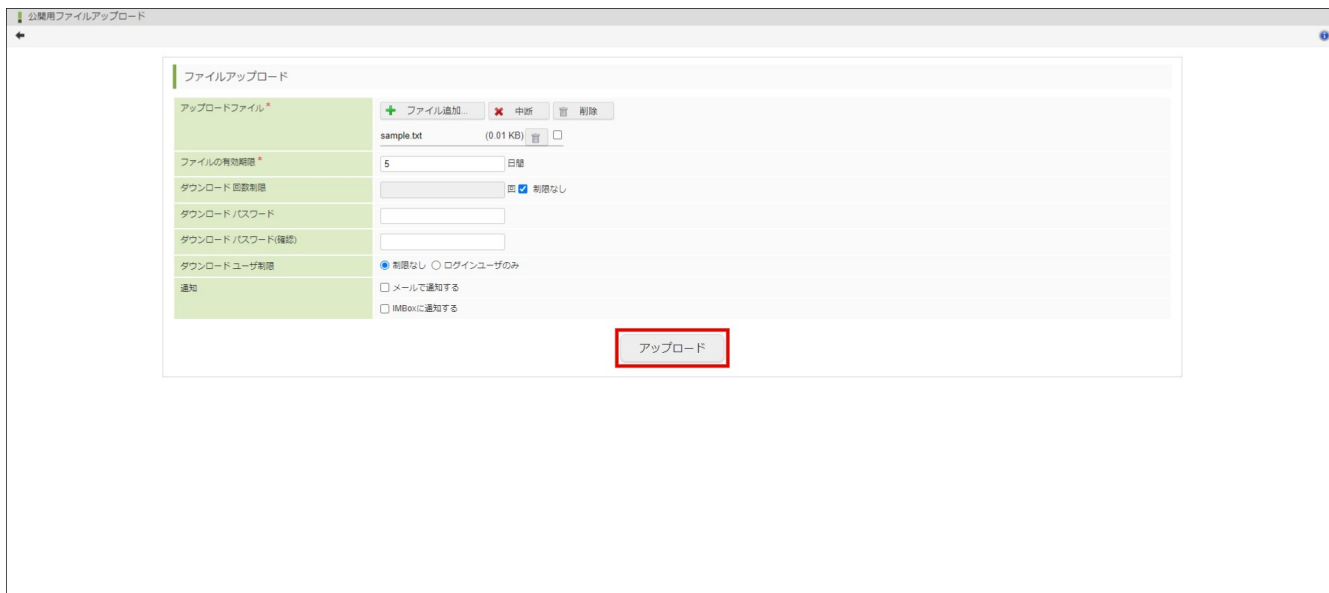 公開用ファイルアップロード
ファイルアップロード
アップロードファイル*
ファイル追加... 中断 削除
sample.txt (0.01 KB)
ファイルの有効期限* 5 日間
ダウンロード 回数制限 回 制限なし
ダウンロード パスワード
ダウンロード パスワード(確認)
ダウンロード ユーザ制限 制限なし ログインユーザのみ
通知 メールで通知する
IMBoxに通知する
アップロード